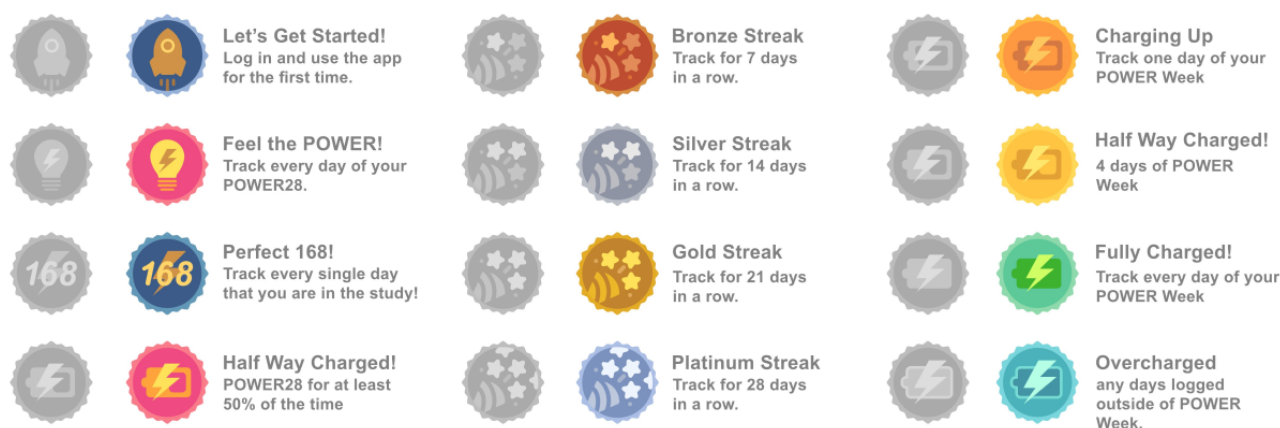 Let's Get Started!
Log in and use the app
for the first time.
Feel the POWER!
Track every day of your
POWER28.
168
168
Perfect 168!
Track every single day
that you are in the study!
Half Way Charged!
POWER28 for at least
50% of the time
Bronze Streak
Track for 7 days
in a row.
Silver Streak
Track for 14 days
in a row.
Gold Streak
Track for 21 days
in a row.
Platinum Streak
Track for 28 days
in a row.
Charging Up
Track one day of your
POWER Week
Half Way Charged!
4 days of POWER
Week
Fully Charged!
Track every day of your
POWER Week
Overcharged
any days logged
outside of POWER
Week.